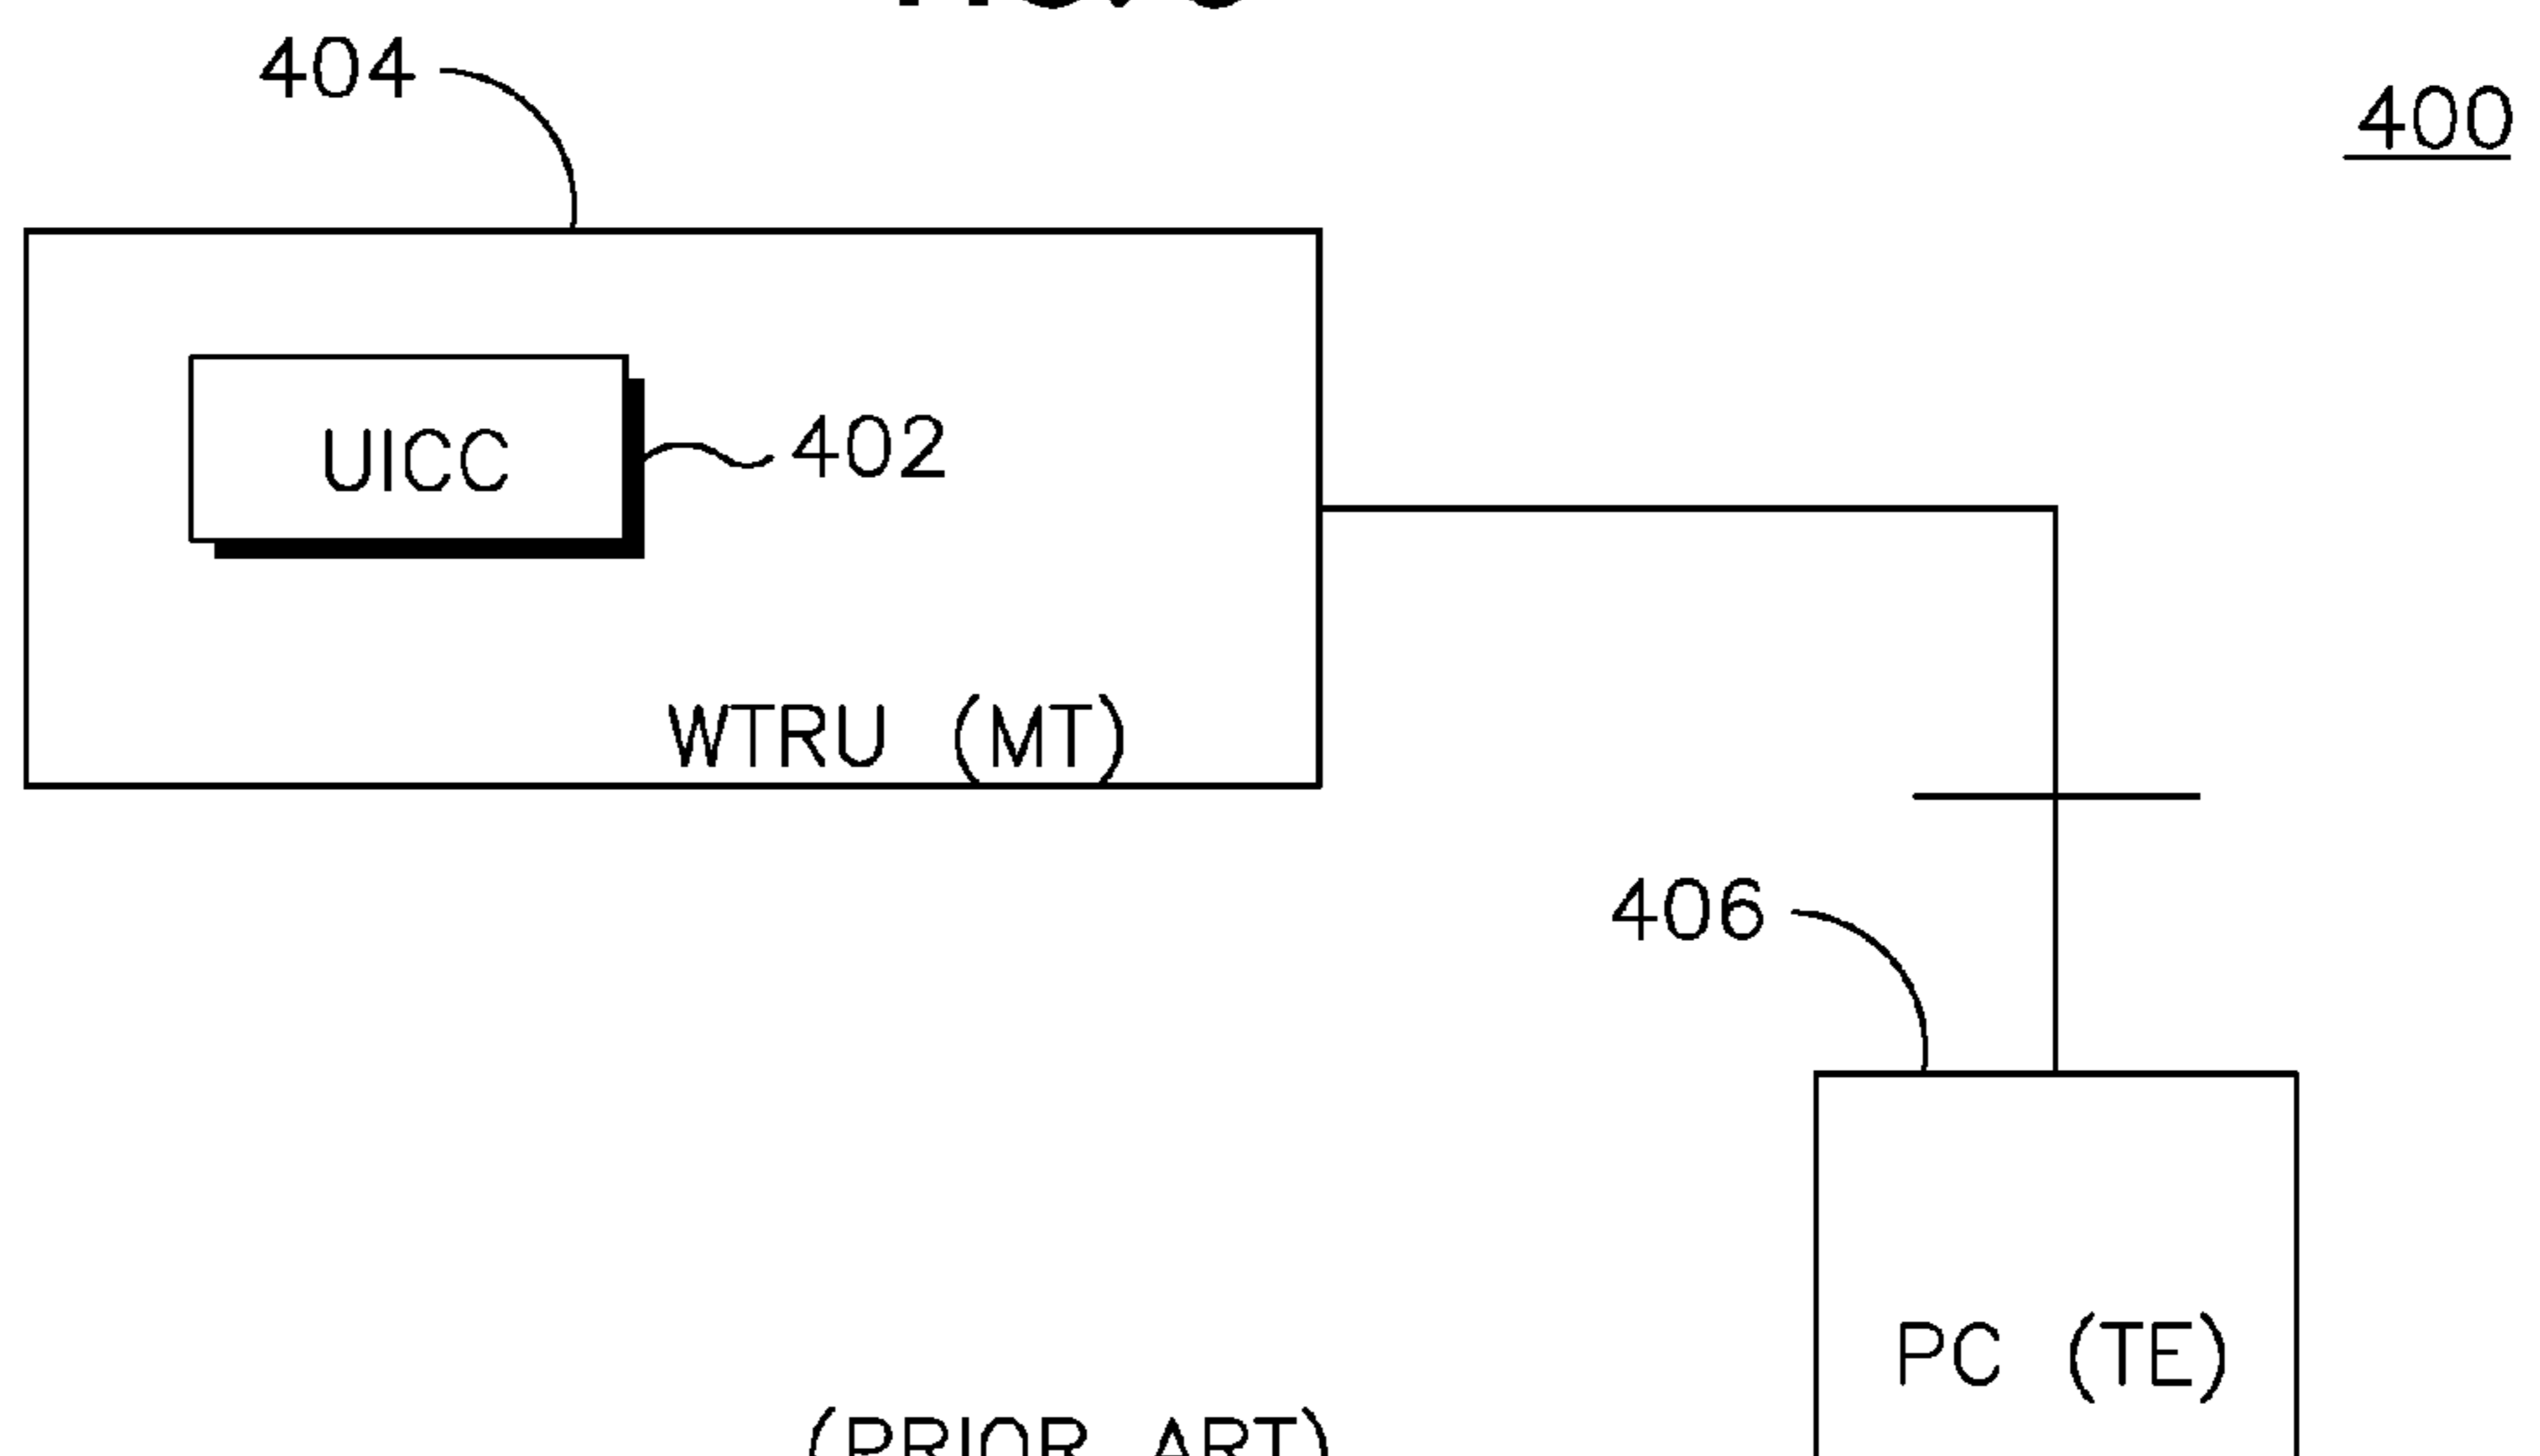 404
400
UICC
402
WTRU (MT)
406
PC (TE)
(PRIOR ART)